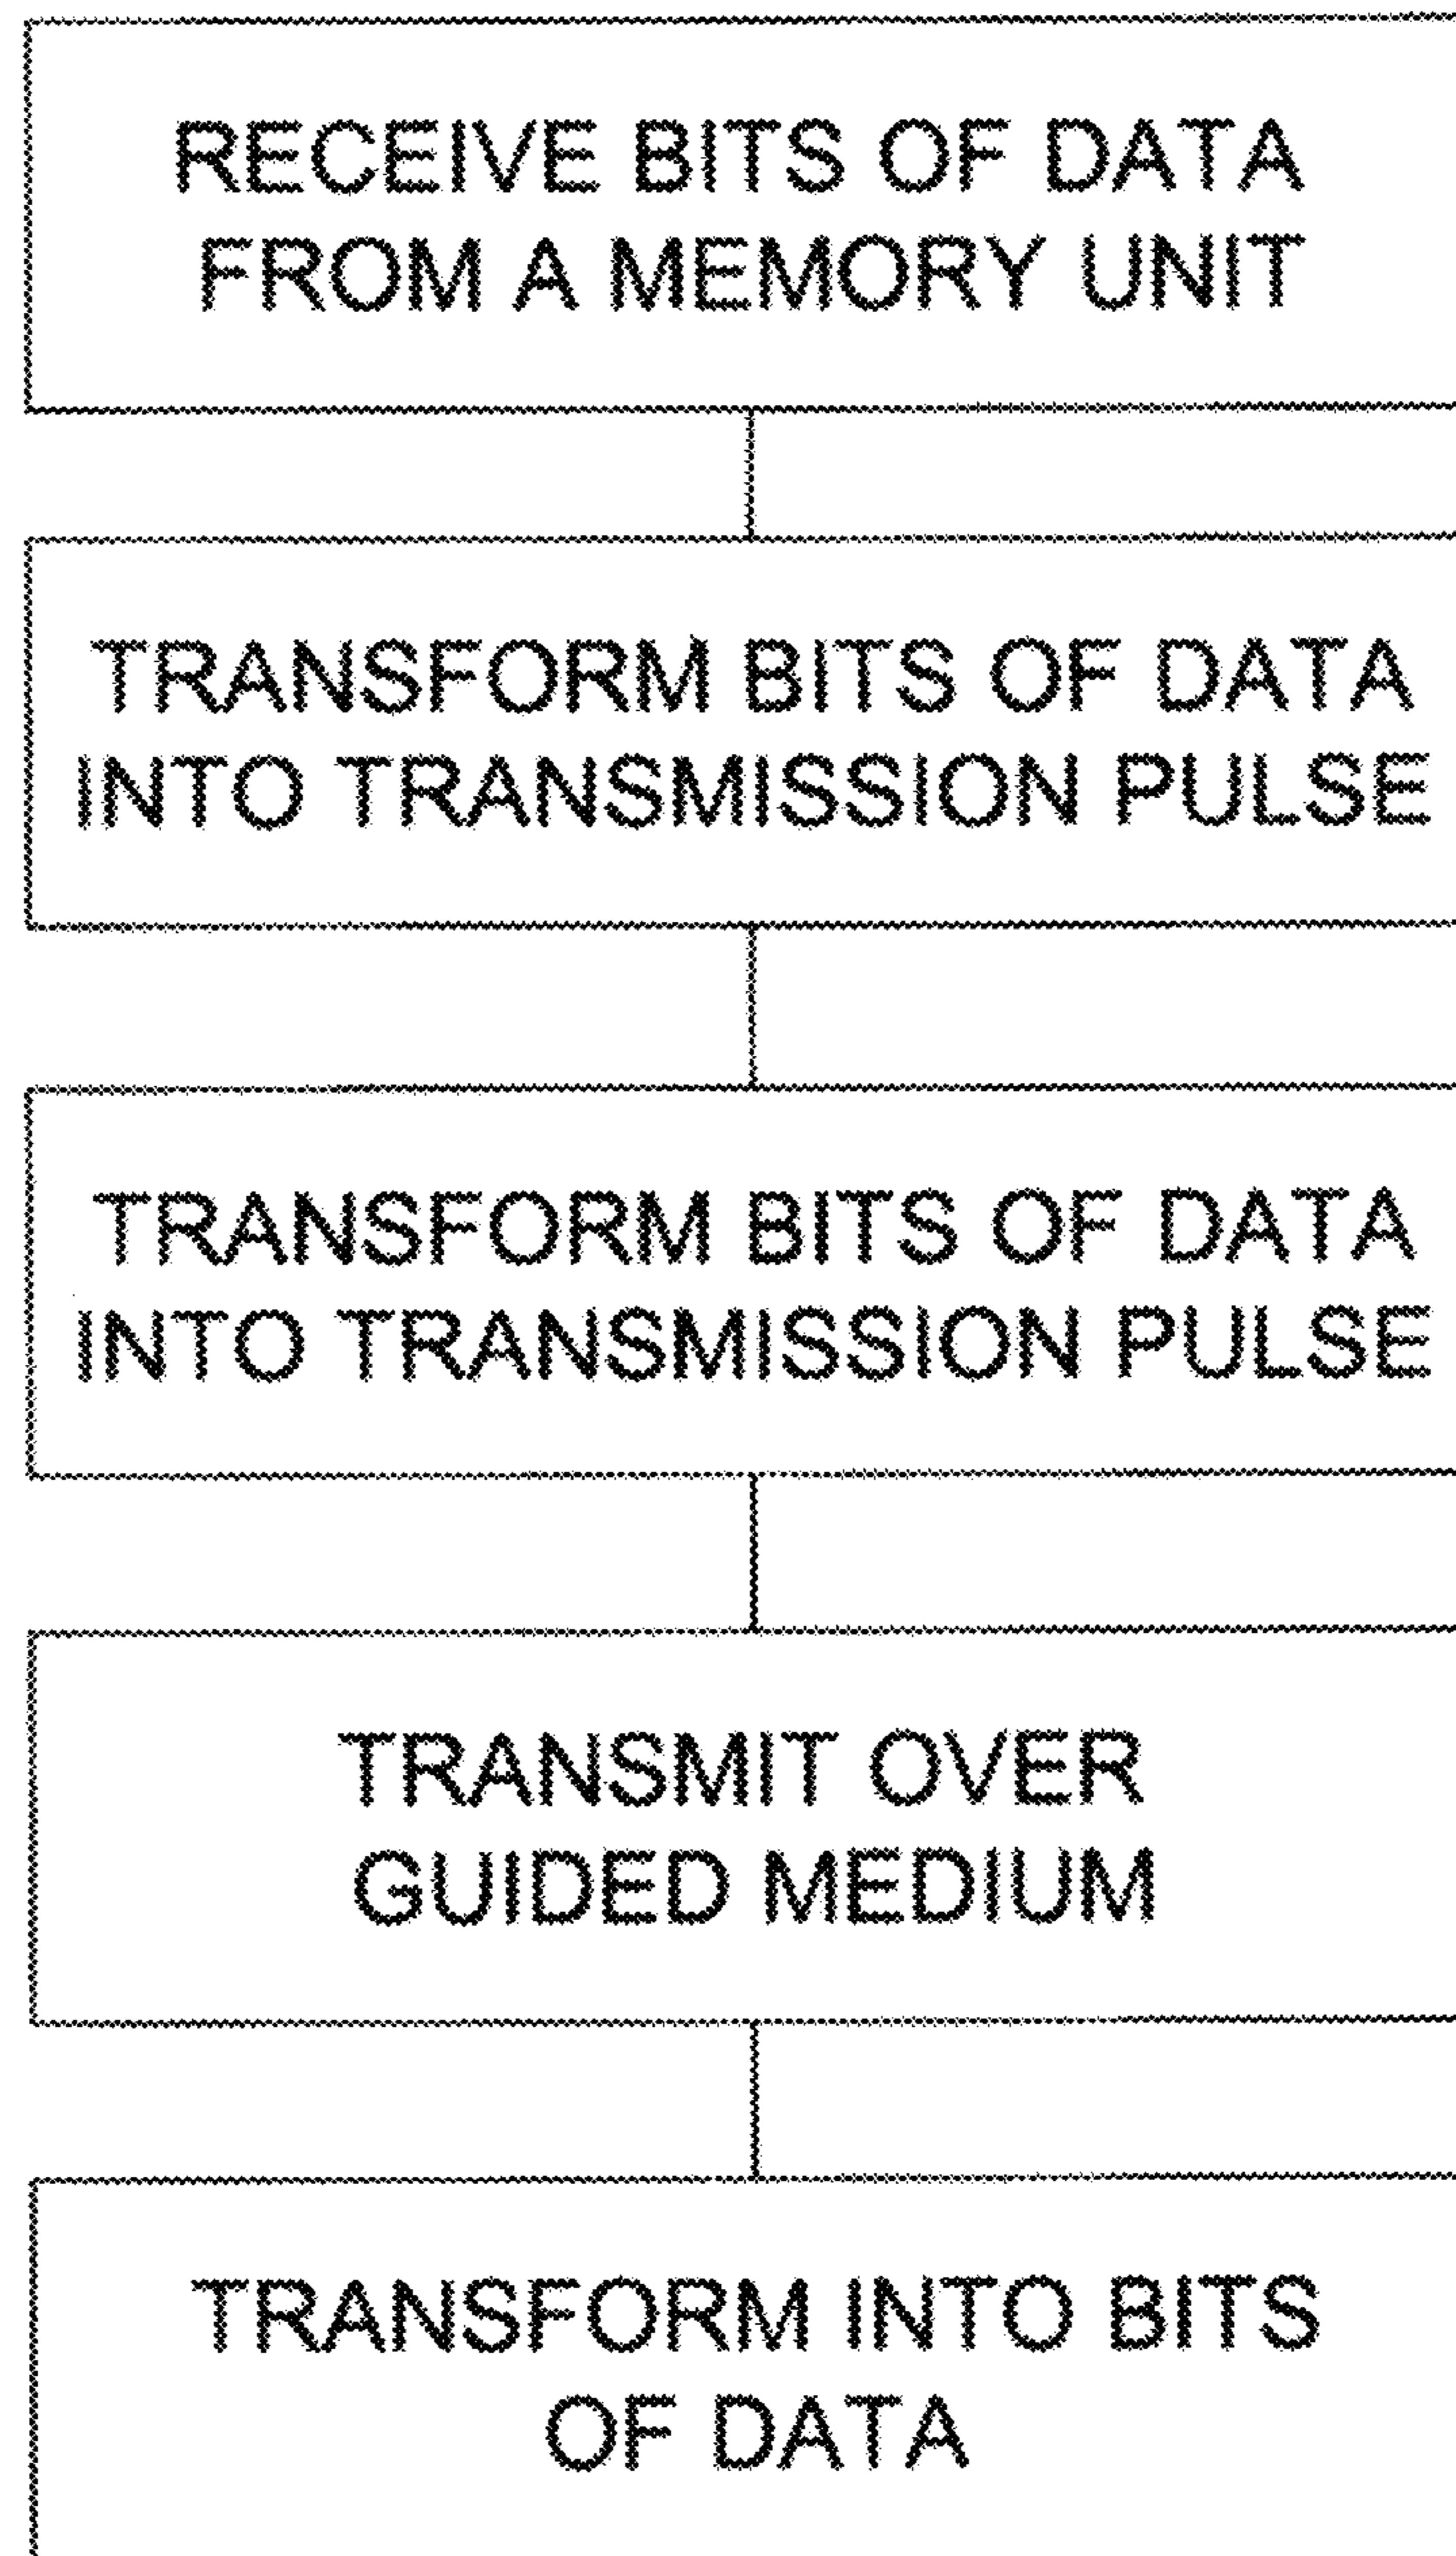 RECEIVE BITS OF DATA
FROM A MEMORY UNIT
TRANSFORM BITS OF DATA
INTO TRANSMISSION PULSE
TRANSFORM BITS OF DATA
INTO TRANSMISSION PULSE
TRANSMIT OVER
GUIDED MEDIUM
TRANSFORM INTO BITS
OF DATA